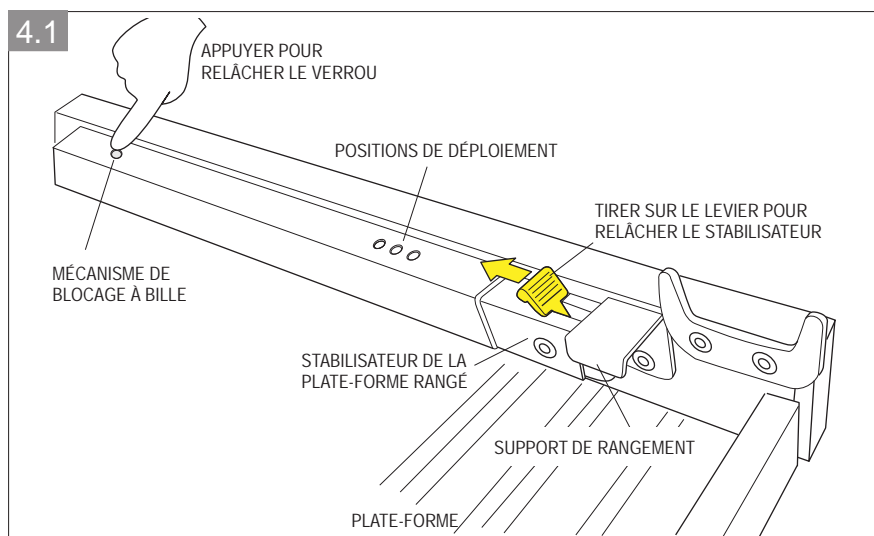 4.1
APPUYER POUR
RELÂCHER LE VERROU
POSITIONS DE DÉPLOIEMENT
TIRER SUR LE LEVIER POUR
RELÂCHER LE STABILISATEUR
MÉCANISME DE
BLOCAGE À BILLE
STABILISATEUR DE LA
PLATE-FORME RANGÉ
SUPPORT DE RANGEMENT
PLATE-FORME